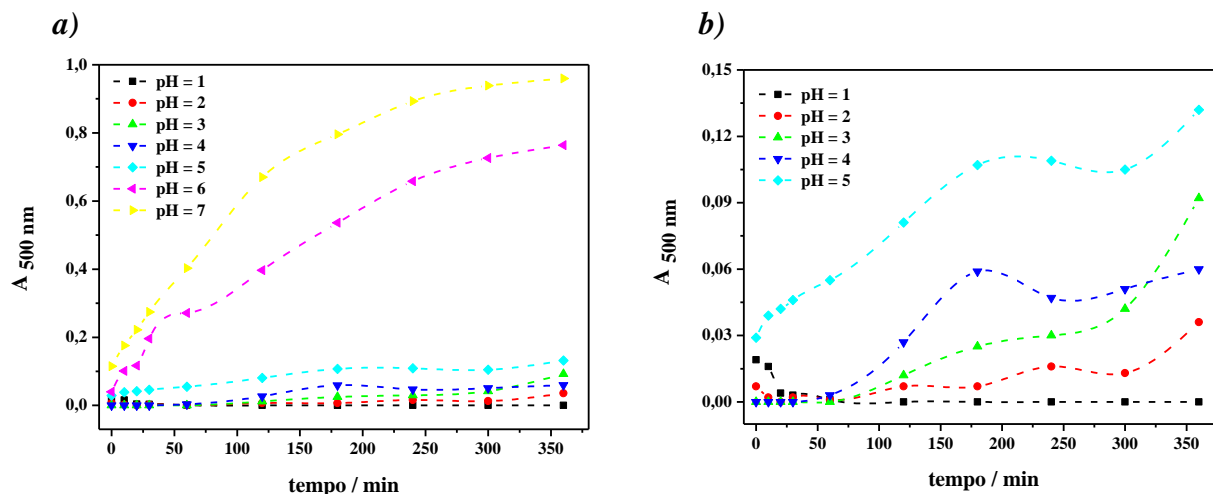 a)
1,0
0,8
0,6
0,4
0,2
0,0
A 500 nm
pH = 1
pH = 2
pH = 3
pH = 4
pH = 5
pH = 6
pH = 7
0 50 100 150 200 250 300 350
tempo / min
b)
0,15
0,12
0,09
0,06
0,03
0,00
A 500 nm
pH = 1
pH = 2
pH = 3
pH = 4
pH = 5
0 50 100 150 200 250 300 350
tempo / min